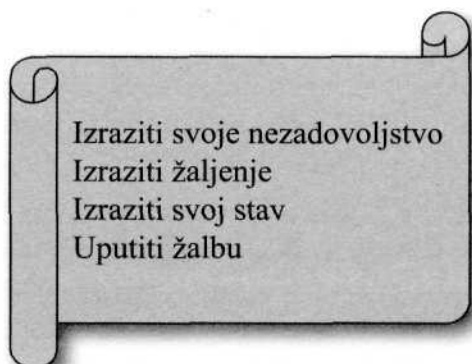 Izraziti svoje nezadovoljstvo
Izraziti žaljenje
Izraziti svoj stav
Uputiti žalbu